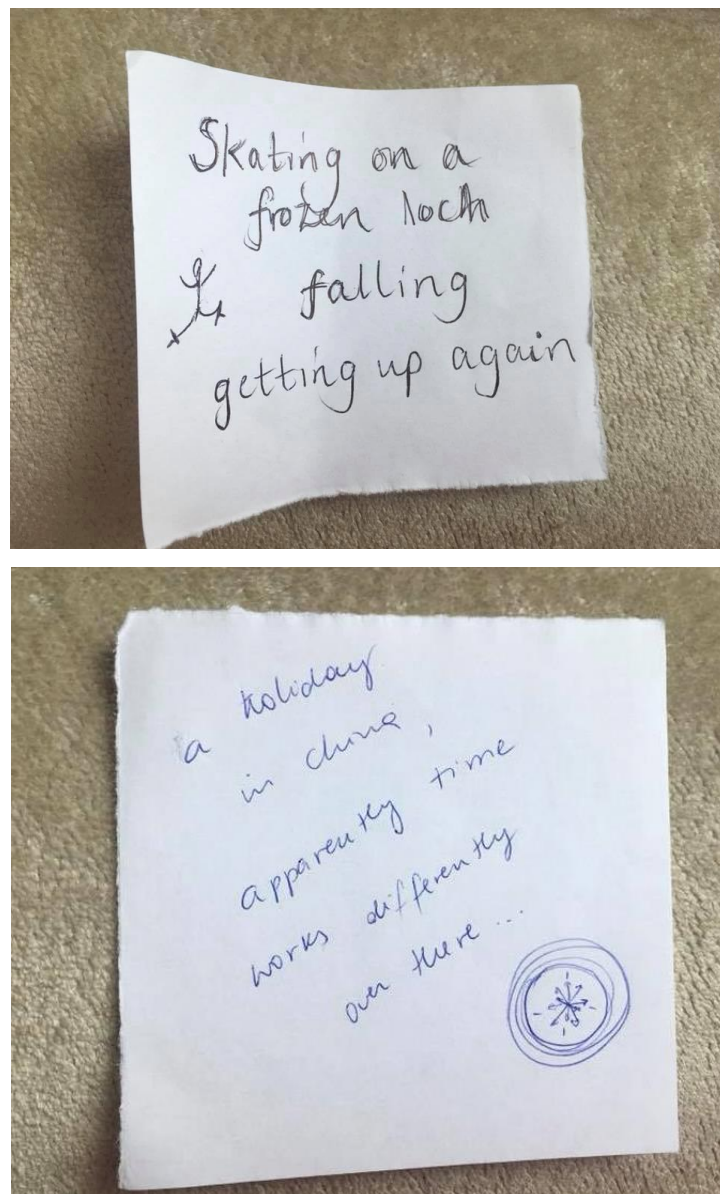 Skating on a
frozen loch
falling
getting up again
a holiday
in china,
apparently time
works differently
over there...